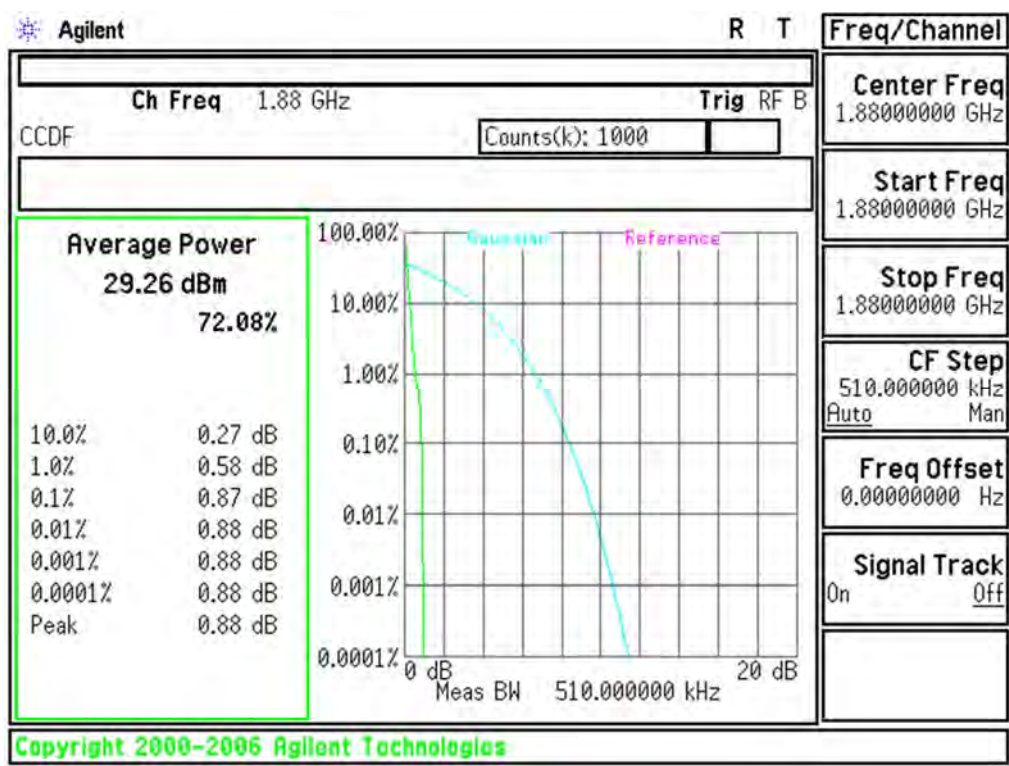 Agilent R T
Freq/Channel
Ch Freq 1.88 GHz Trig RF B
CCDF Counts(k): 1000
Average Power
29.26 dBm
72.08%
10.0% 0.27 dB
1.0% 0.58 dB
0.1% 0.87 dB
0.01% 0.88 dB
0.001% 0.88 dB
0.0001% 0.88 dB
Peak 0.88 dB
Gaussian Reference
100.00%
10.00%
1.00%
0.10%
0.01%
0.001%
0.0001%
0 dB 20 dB
Meas BW 510.000000 kHz
Center Freq
1.88000000 GHz
Start Freq
1.88000000 GHz
Stop Freq
1.88000000 GHz
CF Step
510.000000 kHz
Auto Man
Freq Offset
0.00000000 Hz
Signal Track
On Off
Copyright 2000-2006 Agilent Technologies